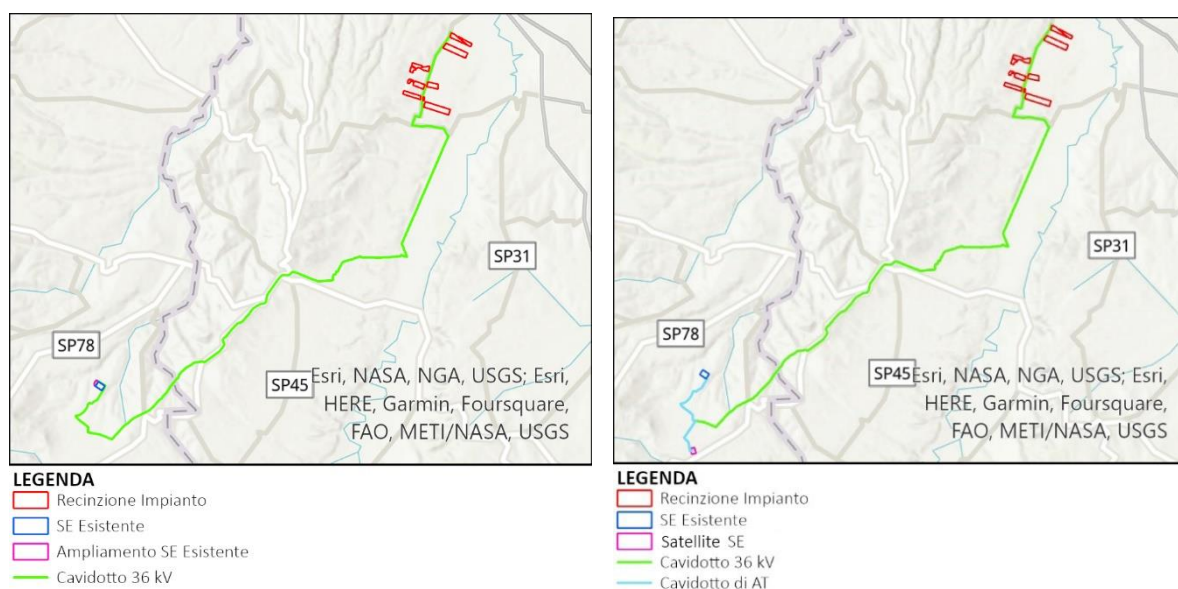 SP31
SP78
SP45
Esri, NASA, NGA, USGS; Esri,
HERE, Garmin, Foursquare,
FAO, METI/NASA, USGS
LEGENDA
Recinzione Impianto
SE Esistente
Ampliamento SE Esistente
Cavidotto 36 kV
SP31
SP78
SP45
Esri, NASA, NGA, USGS; Esri,
HERE, Garmin, Foursquare,
FAO, METI/NASA, USGS
LEGENDA
Recinzione Impianto
SE Esistente
Satellite SE
Cavidotto 36 kV
Cavidotto di AT